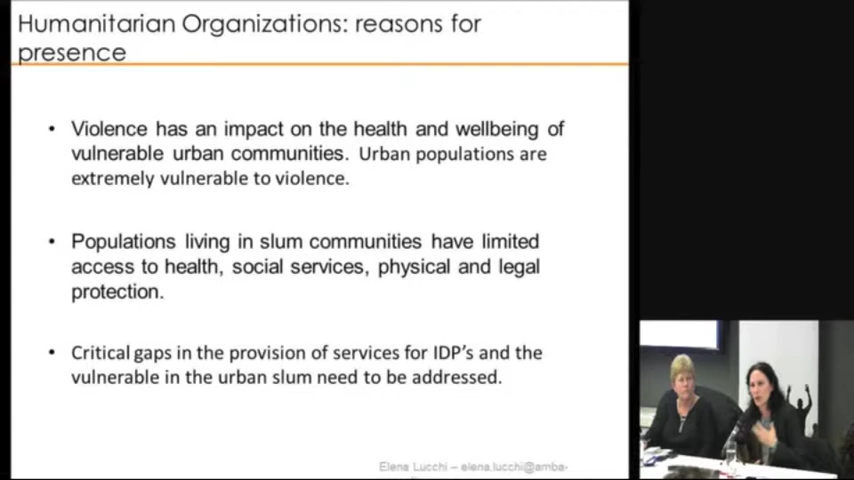 Humanitarian Organizations: reasons for
presence
• Violence has an impact on the health and wellbeing of
vulnerable urban communities. Urban populations are
extremely vulnerable to violence.
• Populations living in slum communities have limited
access to health, social services, physical and legal
protection.
• Critical gaps in the provision of services for IDP's and the
vulnerable in the urban slum need to be addressed.
Elena Lucchi – elena.lucchi@amba-